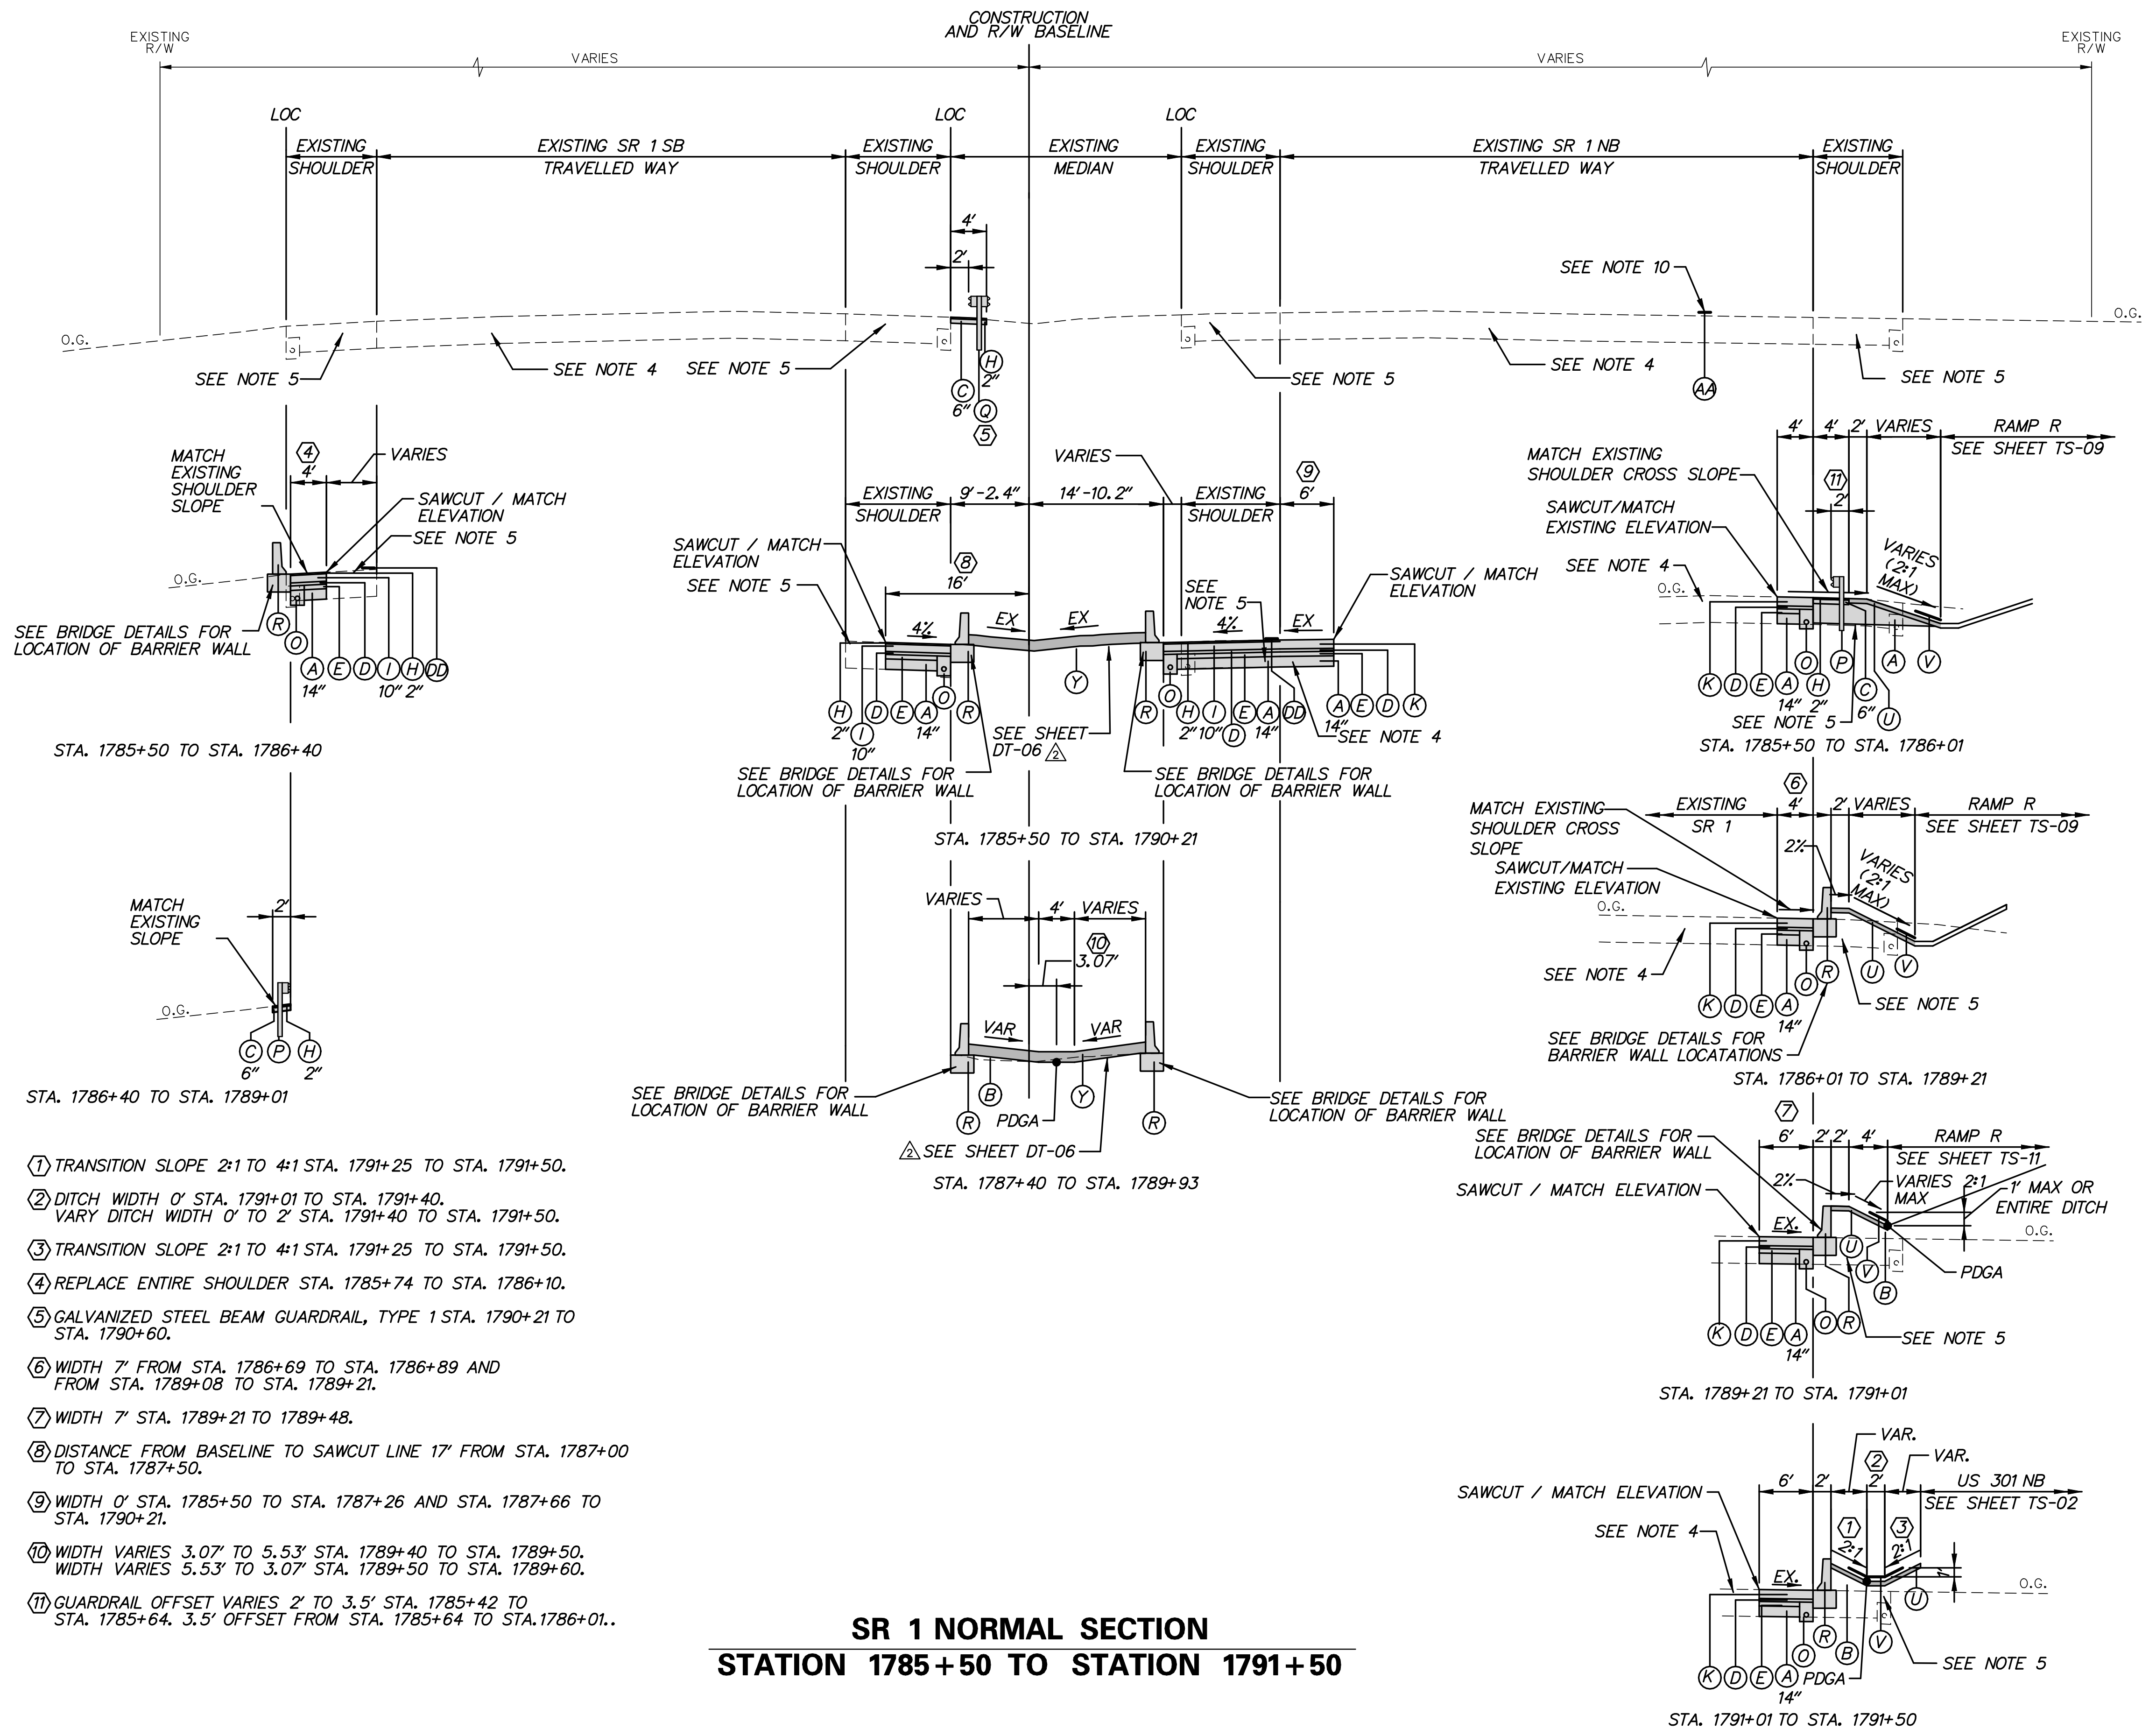 CONSTRUCTION
AND R/W BASELINE
EXISTING
R/W
VARIES
VARIES
EXISTING
R/W
LOC
LOC
LOC
EXISTING
SHOULDER
EXISTING SR 1 SB
TRAVELLED WAY
EXISTING
SHOULDER
EXISTING
MEDIAN
EXISTING
SHOULDER
EXISTING SR 1 NB
TRAVELLED WAY
EXISTING
SHOULDER
4'
2'
SEE NOTE 10
O.G.
O.G.
SEE NOTE 5
SEE NOTE 4
SEE NOTE 5
H
2"
C
6"
Q
5
SEE NOTE 5
SEE NOTE 4
AA
SEE NOTE 5
MATCH
EXISTING
SHOULDER
SLOPE
4
4'
VARIES
SAWCUT / MATCH
ELEVATION
SEE NOTE 5
O.G.
SEE BRIDGE DETAILS FOR
LOCATION OF BARRIER WALL
R
O
A
E
D
I
H
DD
14"
10" 2"
STA. 1785+50 TO STA. 1786+40
MATCH
EXISTING
SLOPE
2'
O.G.
C
P
H
6"
2"
STA. 1786+40 TO STA. 1789+01
VARIES
9
EXISTING
SHOULDER
9'-2.4"
14'-10.2"
EXISTING
SHOULDER
6'
SAWCUT / MATCH
ELEVATION
SEE NOTE 5
8
16'
SEE
NOTE 5
SAWCUT / MATCH
ELEVATION
4%
EX
EX
4%
EX
Y
H
D
E
A
O
R
2"
I
14"
10"
R
O
H
I
E
A
DD
2" 10"
D
14"
A
E
D
K
14"
SEE NOTE 4
SEE SHEET
DT-06 2
SEE BRIDGE DETAILS FOR
LOCATION OF BARRIER WALL
SEE BRIDGE DETAILS FOR
LOCATION OF BARRIER WALL
STA. 1785+50 TO STA. 1790+21
VARIES
4'
VARIES
10
3.07'
VAR
VAR
SEE BRIDGE DETAILS FOR
LOCATION OF BARRIER WALL
R
B
PDGA
Y
R
SEE BRIDGE DETAILS FOR
LOCATION OF BARRIER WALL
2 SEE SHEET DT-06
STA. 1787+40 TO STA. 1789+93
4'
4'
2'
VARIES
RAMP R
SEE SHEET TS-09
MATCH EXISTING
SHOULDER CROSS SLOPE
11
2'
SAWCUT/MATCH
EXISTING ELEVATION
VARIES
(2:1
MAX)
SEE NOTE 4
O.G.
K
D
E
A
O
H
P
C
A
V
14"
2"
6"
U
SEE NOTE 5
STA. 1785+50 TO STA. 1786+01
6
MATCH EXISTING
SHOULDER CROSS
SLOPE
EXISTING
SR 1
4'
2'
VARIES
RAMP R
SEE SHEET TS-09
2%
SAWCUT/MATCH
EXISTING ELEVATION
VARIES
(2:1
MAX)
O.G.
SEE NOTE 4
K
D
E
A
O
R
U
V
14"
SEE NOTE 5
SEE BRIDGE DETAILS FOR
BARRIER WALL LOCATATIONS
STA. 1786+01 TO STA. 1789+21
7
SEE BRIDGE DETAILS FOR
LOCATION OF BARRIER WALL
6'
2'
2'
4'
RAMP R
SEE SHEET TS-11
SAWCUT / MATCH ELEVATION
2%
VARIES 2:1
MAX
1' MAX OR
ENTIRE DITCH
EX.
O.G.
U
V
B
PDGA
K
D
E
A
O
R
14"
SEE NOTE 5
STA. 1789+21 TO STA. 1791+01
VAR.
2
VAR.
SAWCUT / MATCH ELEVATION
6'
2'
2'
US 301 NB
SEE SHEET TS-02
SEE NOTE 4
1
3
2:1
2:1
1'
EX.
O.G.
U
R
O
B
V
SEE NOTE 5
K
D
E
A
PDGA
14"
STA. 1791+01 TO STA. 1791+50
1 TRANSITION SLOPE 2:1 TO 4:1 STA. 1791+25 TO STA. 1791+50.
2 DITCH WIDTH 0' STA. 1791+01 TO STA. 1791+40.
VARY DITCH WIDTH 0' TO 2' STA. 1791+40 TO STA. 1791+50.
3 TRANSITION SLOPE 2:1 TO 4:1 STA. 1791+25 TO STA. 1791+50.
4 REPLACE ENTIRE SHOULDER STA. 1785+74 TO STA. 1786+10.
5 GALVANIZED STEEL BEAM GUARDRAIL, TYPE 1 STA. 1790+21 TO
STA. 1790+60.
6 WIDTH 7' FROM STA. 1786+69 TO STA. 1786+89 AND
FROM STA. 1789+08 TO STA. 1789+21.
7 WIDTH 7' STA. 1789+21 TO 1789+48.
8 DISTANCE FROM BASELINE TO SAWCUT LINE 17' FROM STA. 1787+00
TO STA. 1787+50.
9 WIDTH 0' STA. 1785+50 TO STA. 1787+26 AND STA. 1787+66 TO
STA. 1790+21.
10 WIDTH VARIES 3.07' TO 5.53' STA. 1789+40 TO STA. 1789+50.
WIDTH VARIES 5.53' TO 3.07' STA. 1789+50 TO STA. 1789+60.
11 GUARDRAIL OFFSET VARIES 2' TO 3.5' STA. 1785+42 TO
STA. 1785+64. 3.5' OFFSET FROM STA. 1785+64 TO STA.1786+01..
SR 1 NORMAL SECTION
STATION 1785+50 TO STATION 1791+50